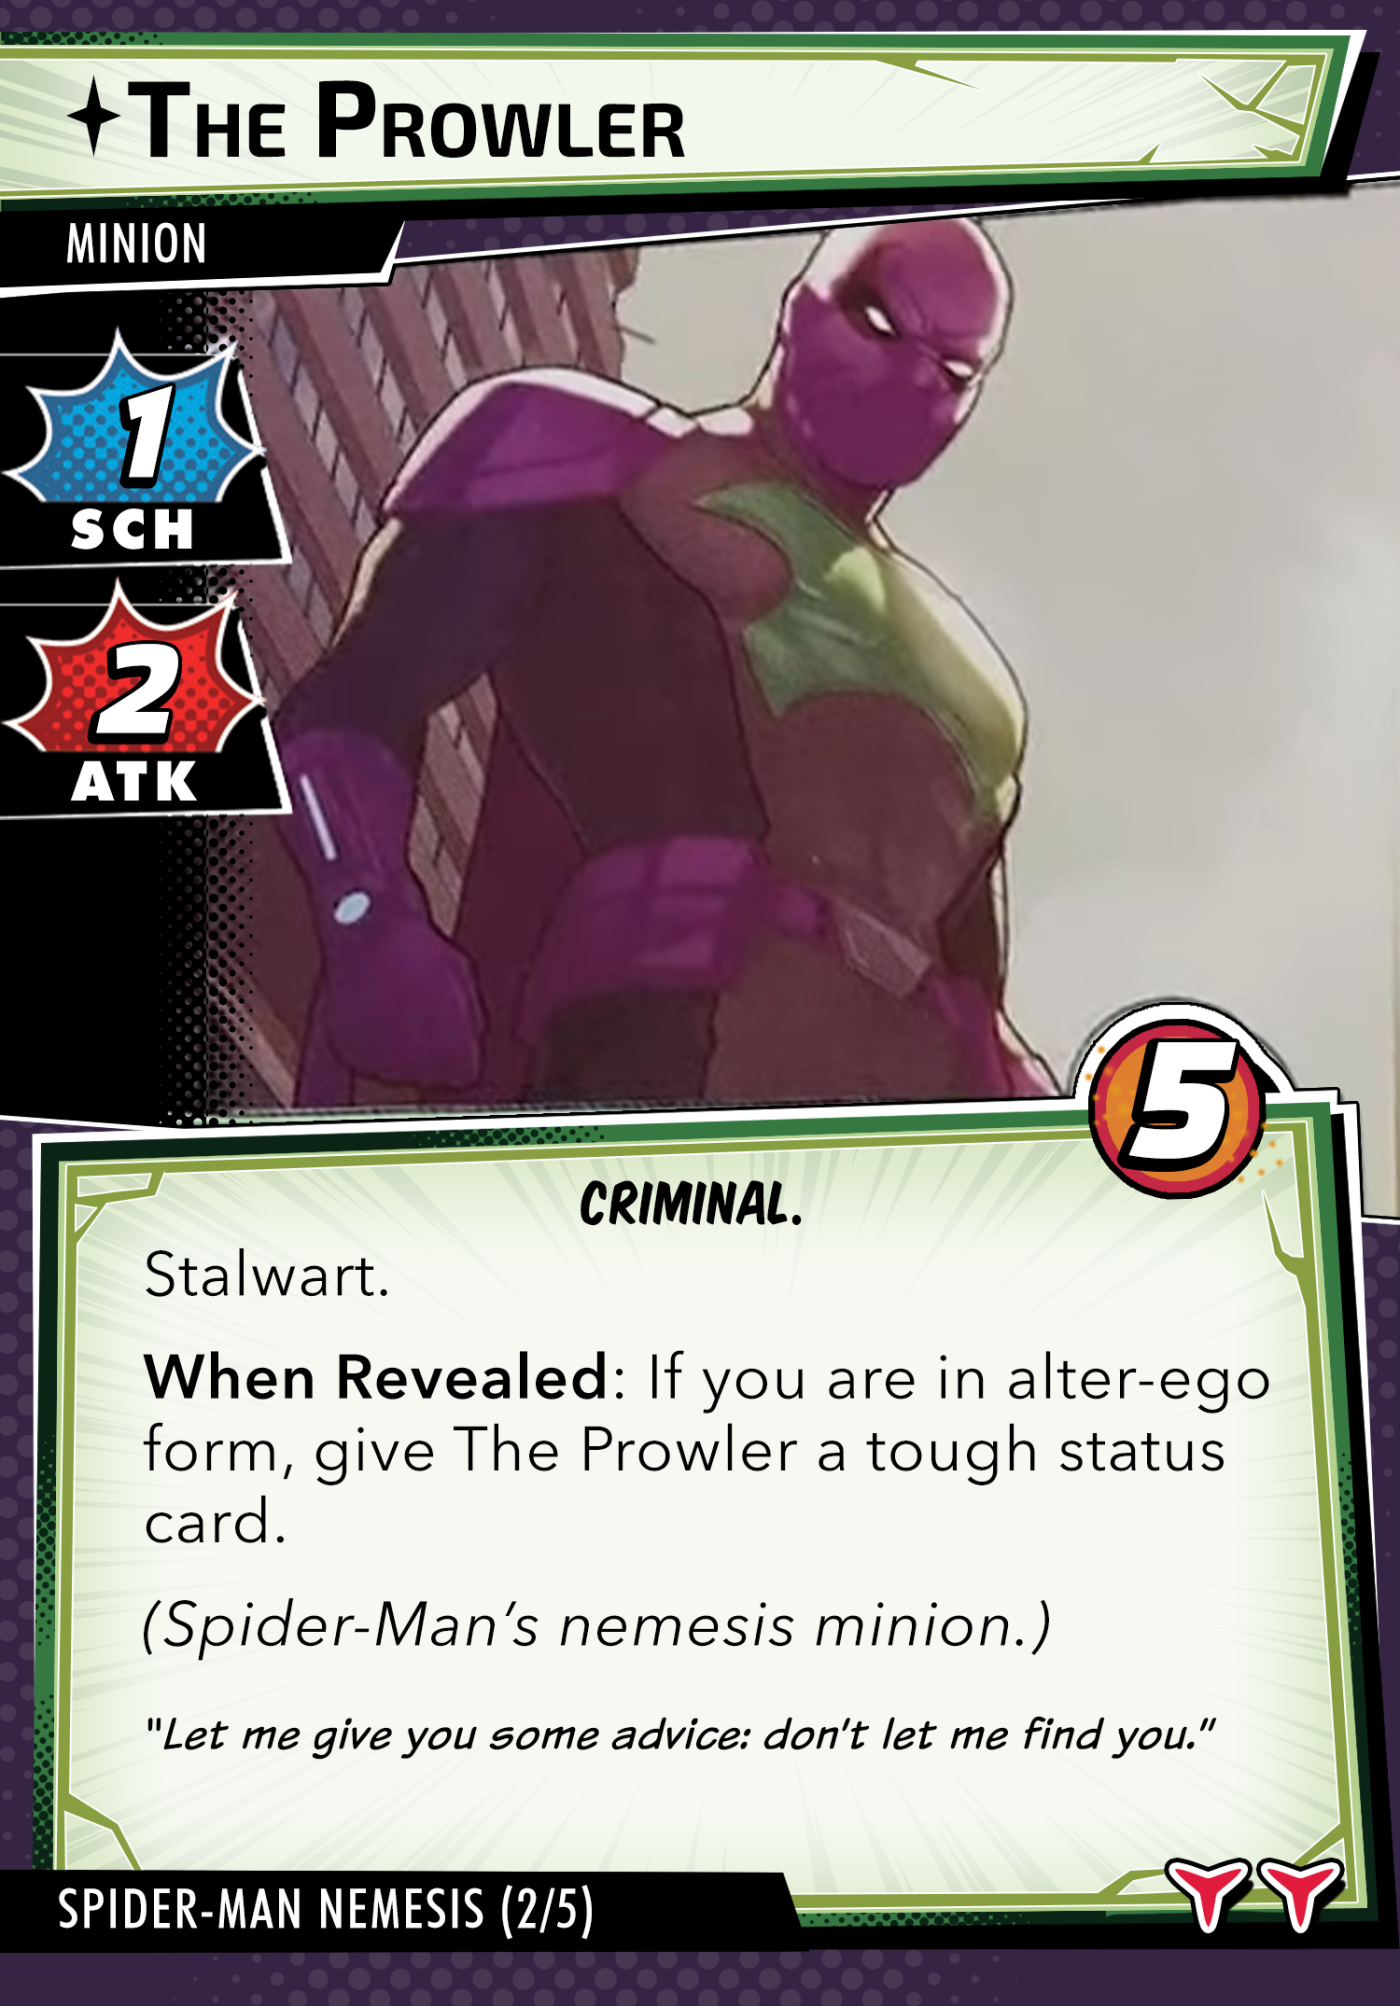 The Prowler
MINION
1
SCH
2
ATK
5
CRIMINAL.
Stalwart.
When Revealed: If you are in alter-ego
form, give The Prowler a tough status
card.
(Spider-Man's nemesis minion.)
"Let me give you some advice: don't let me find you."
SPIDER-MAN NEMESIS (2/5)